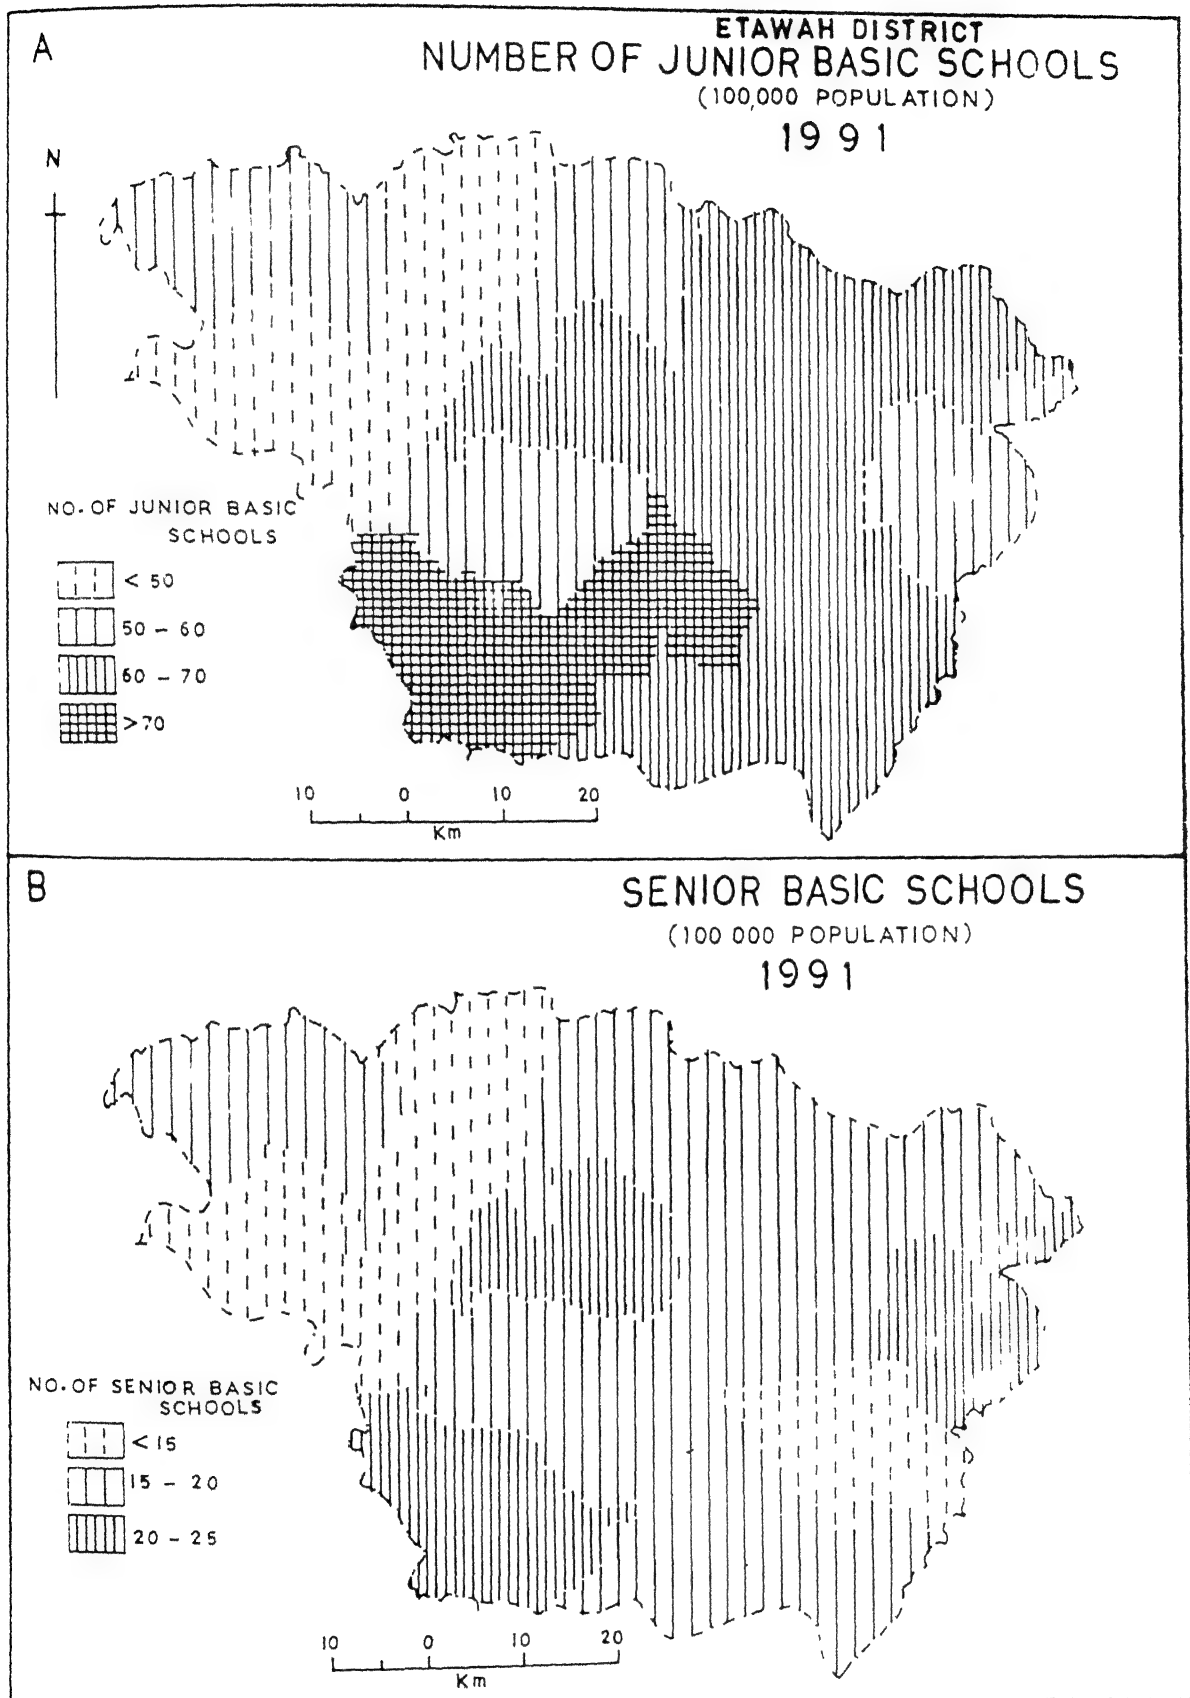 A
ETAWAH DISTRICT
NUMBER OF JUNIOR BASIC SCHOOLS
(100,000 POPULATION)
1991
N
NO. OF JUNIOR BASIC
SCHOOLS
< 50
50 - 60
60 - 70
>70
10 0 10 20
Km
B
SENIOR BASIC SCHOOLS
(100 000 POPULATION)
1991
NO. OF SENIOR BASIC
SCHOOLS
< 15
15 - 20
20 - 25
10 0 10 20
Km